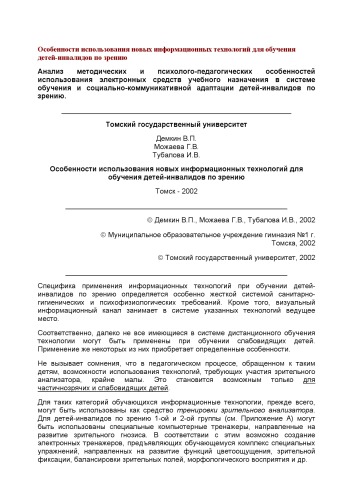 Особенности использования новых информационных технологий для обучения
детей-инвалидов по зрению
Анализ методических и психолого-педагогических особенностей
использования электронных средств учебного назначения в системе
обучения и социально-коммуникативной адаптации детей-инвалидов по
зрению.
Томский государственный университет
Демкин В.П.
Можаева Г.В.
Тубалова И.В.
Особенности использования новых информационных технологий для
обучения детей-инвалидов по зрению
Томск - 2002
© Демкин В.П., Можаева Г.В., Тубалова И.В., 2002
© Муниципальное образовательное учреждение гимназия №1 г.
Томска, 2002
© Томский государственный университет, 2002
Специфика применения информационных технологий при обучении детей-
инвалидов по зрению определяется особенно жесткой системой санитарно-
гигиенических и психофизиологических требований. Кроме того, визуальный
информационный канал занимает в системе указанных технологий ведущее
место.
Соответственно, далеко не все имеющиеся в системе дистанционного обучения
технологии могут быть применены при обучении слабовидящих детей.
Применение же некоторых из них приобретает определенные особенности.
Не вызывает сомнения, что в педагогическом процессе, обращенном к таким
детям, возможности использования технологий, требующих участия зрительного
анализатора, крайне малы. Это становится возможным только для
частичнозрячих и слабовидящих детей.
Для таких категорий обучающихся информационные технологии, прежде всего,
могут быть использованы как средство тренировки зрительного анализатора.
Для детей-инвалидов по зрению 1-ой и 2-ой группы (см. Приложение А) могут
быть использованы специальные компьютерные тренажеры, направленные на
развитие зрительного гнозиса. В соответствии с этим возможно создание
электронных тренажеров, предъявляющих обучающемуся комплекс специальных
упражнений, направленных на развитие функций цветоощущения, зрительной
фиксации, балансировки зрительных полей, морфологического восприятия и др.